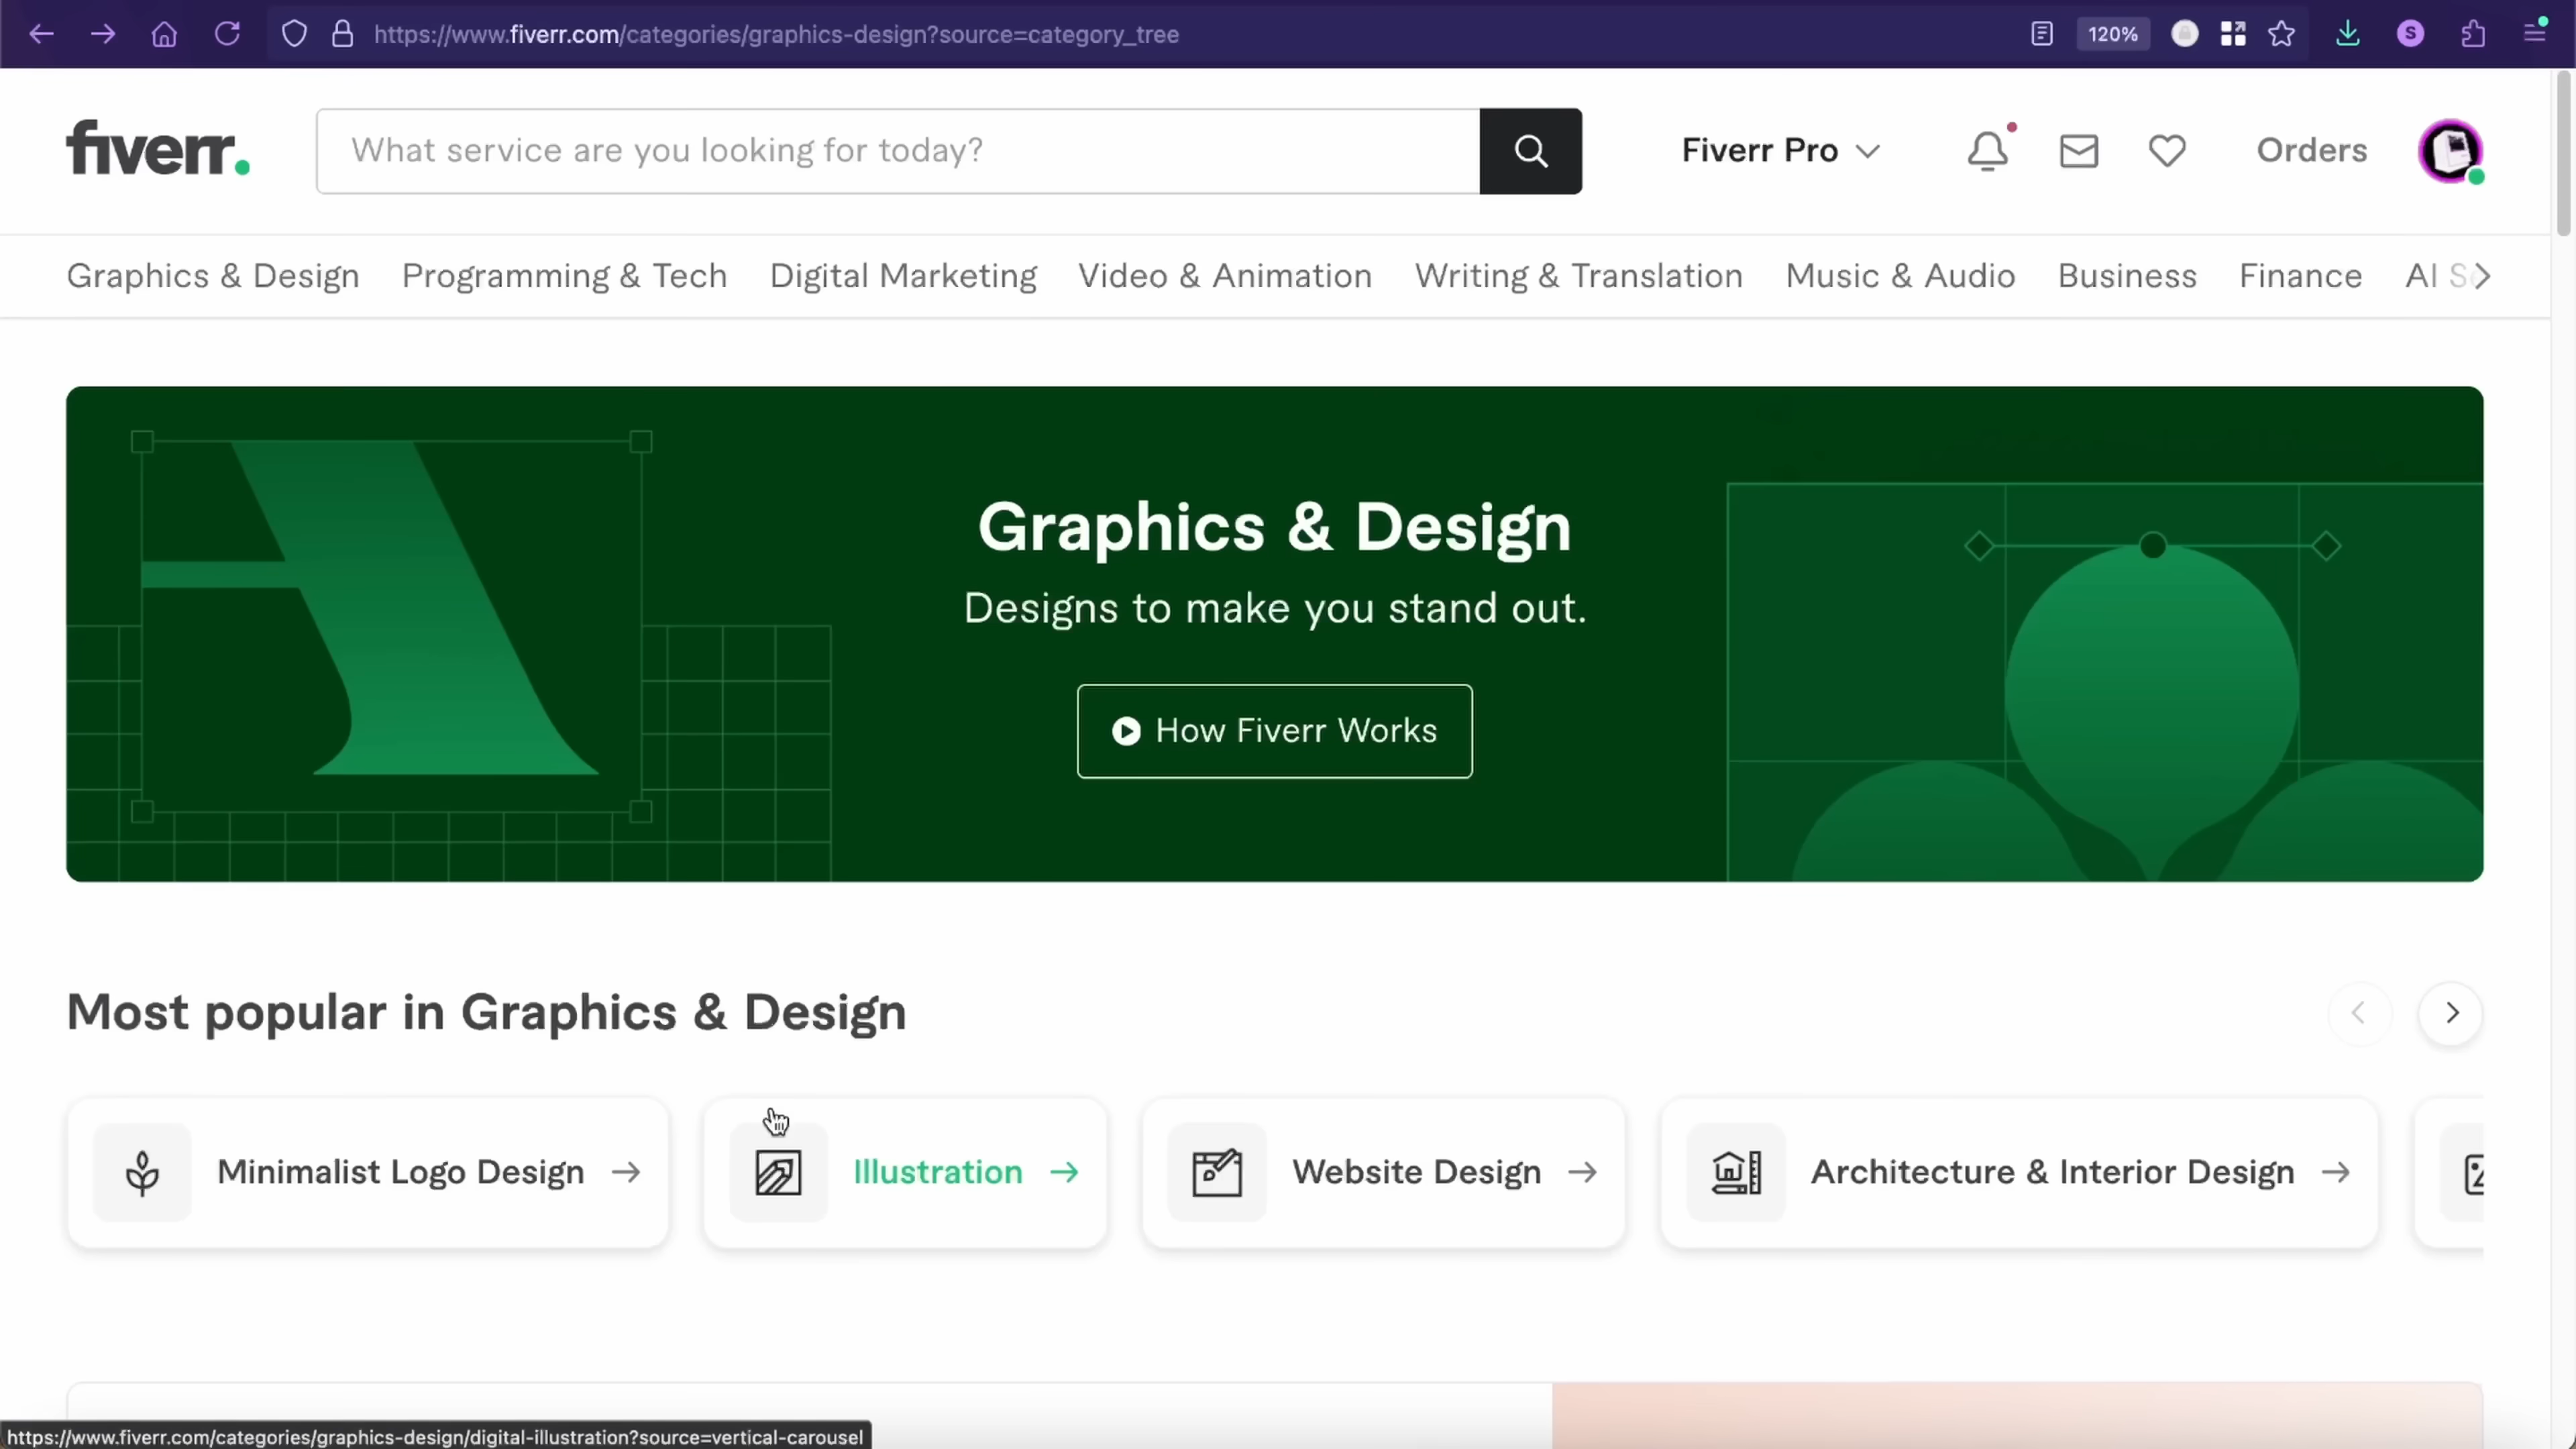 https://www.fiverr.com/categories/graphics-design?source=category_tree
120%
S
fiverr.
What service are you looking for today?
Fiverr Pro
Orders
Graphics & Design
Programming & Tech
Digital Marketing
Video & Animation
Writing & Translation
Music & Audio
Business
Finance
AI
Graphics & Design
Designs to make you stand out.
How Fiverr Works
Most popular in Graphics & Design
Minimalist Logo Design
Illustration
Website Design
Architecture & Interior Design
https://www.fiverr.com/categories/graphics-design/digital-illustration?source=vertical-carousel